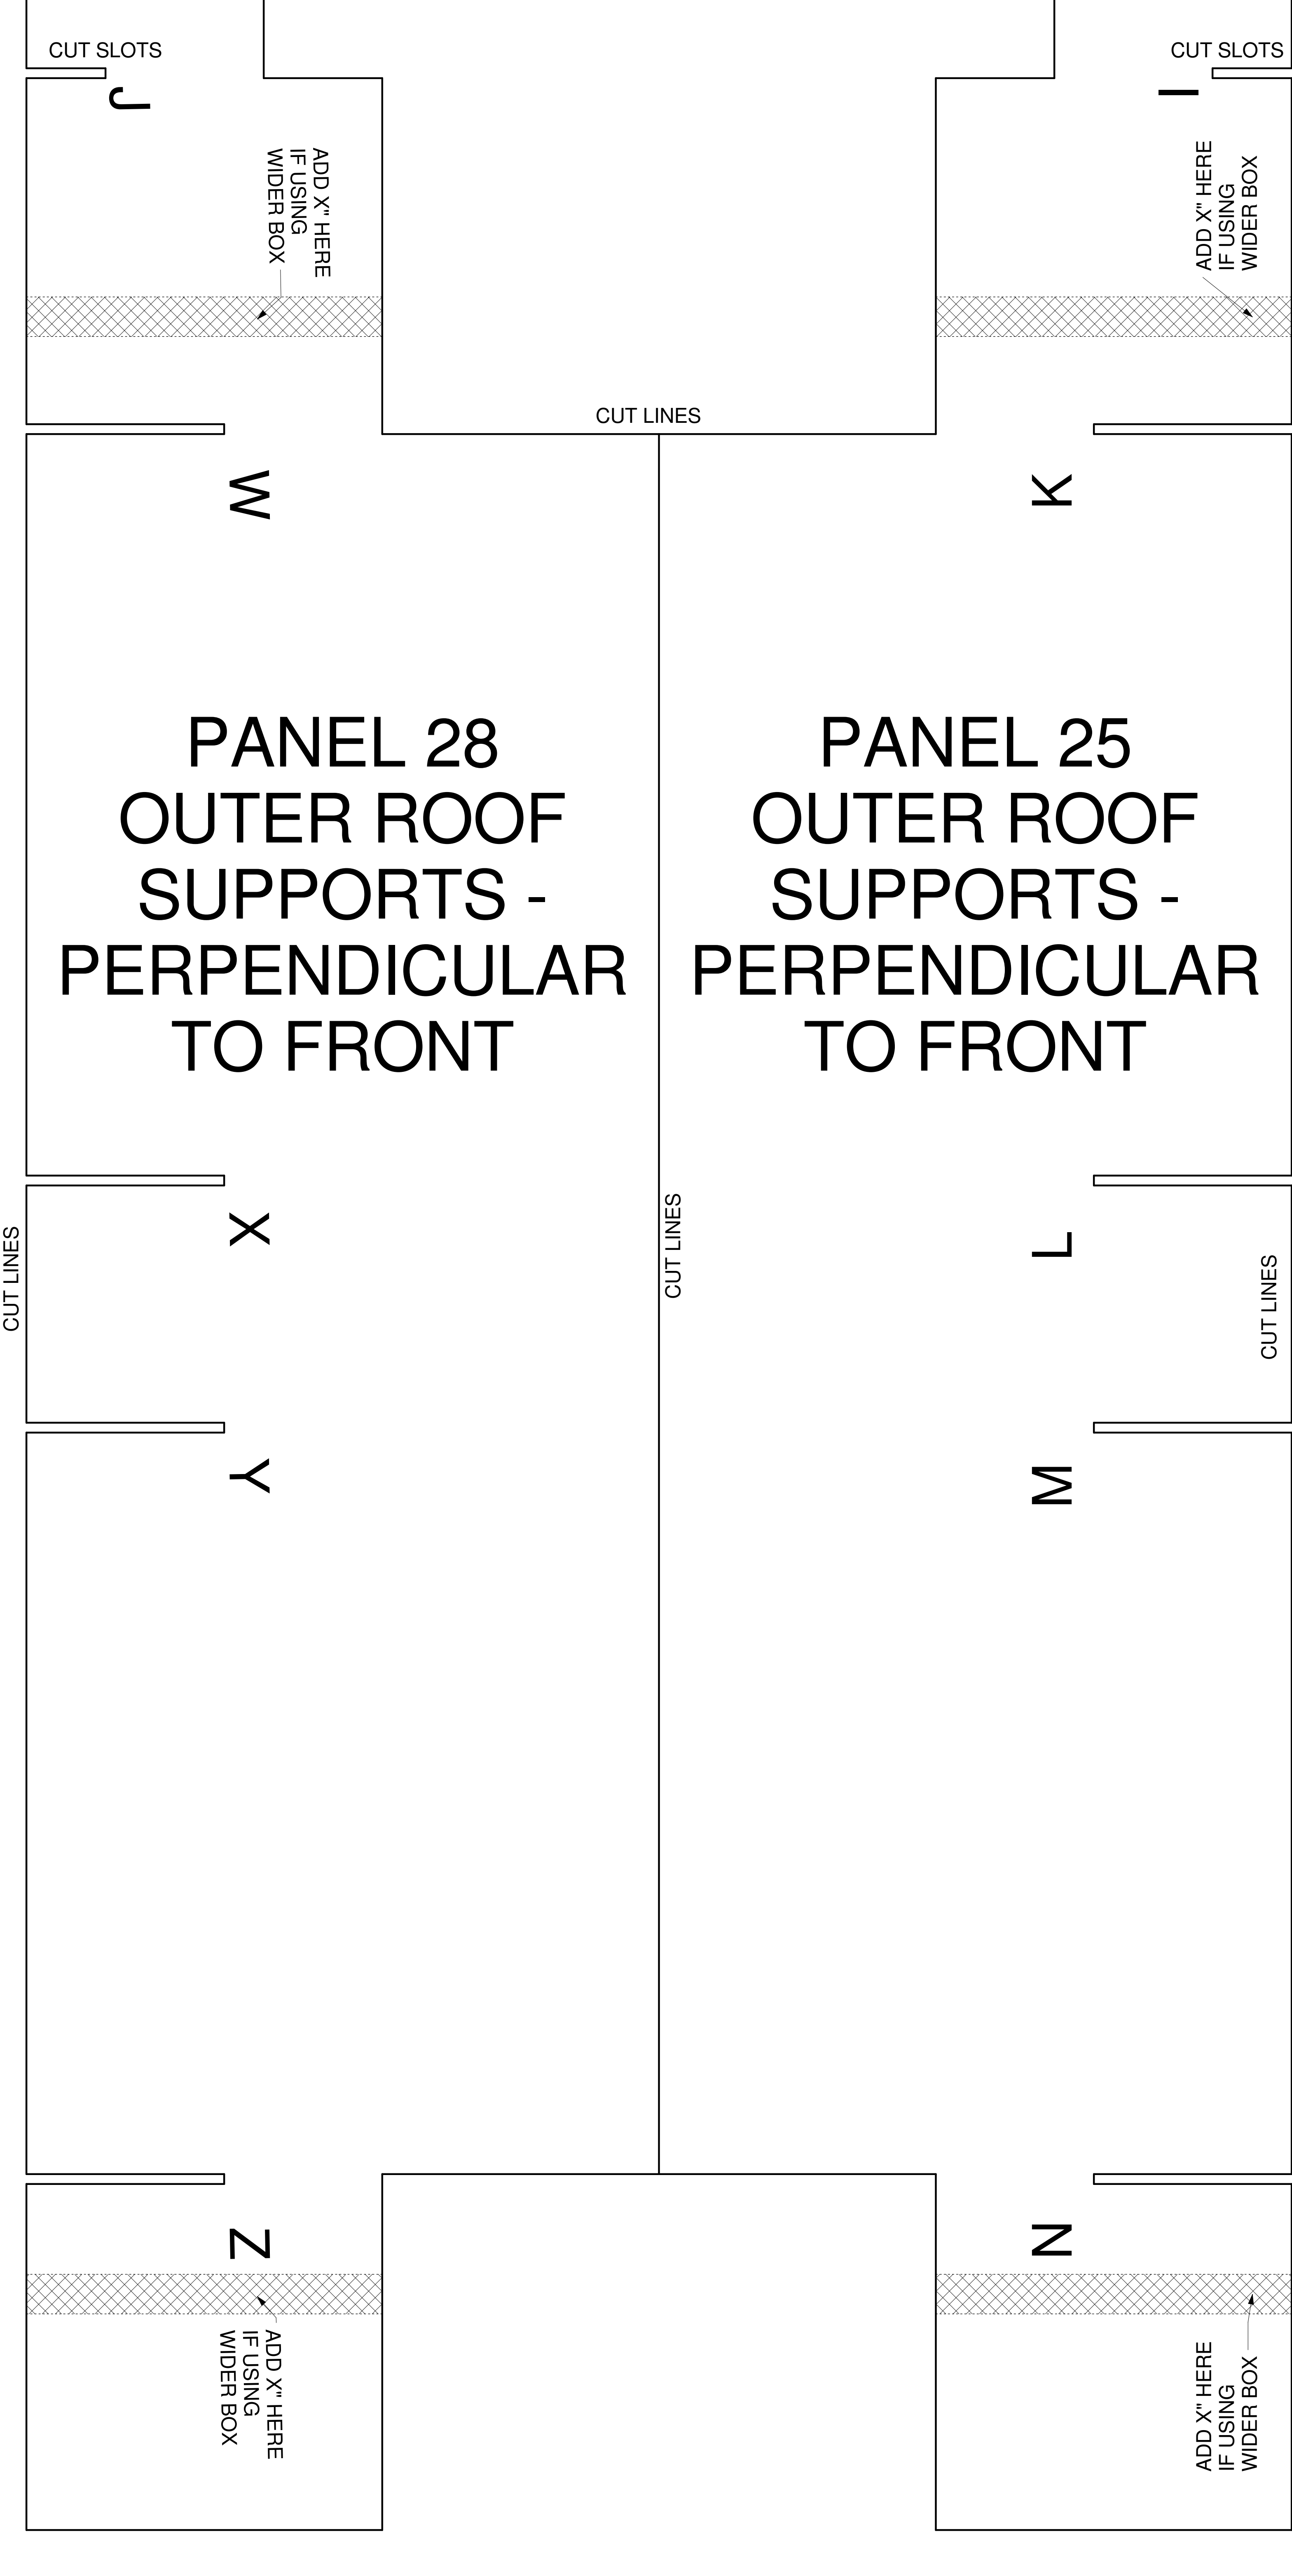 CUT SLOTS
CUT SLOTS
J
I
ADD X" HERE
IF USING
WIDER BOX
ADD X" HERE
IF USING
WIDER BOX
CUT LINES
W
K
PANEL 28
OUTER ROOF
SUPPORTS -
PERPENDICULAR
TO FRONT
PANEL 25
OUTER ROOF
SUPPORTS -
PERPENDICULAR
TO FRONT
CUT LINES
X
CUT LINES
L
CUT LINES
Y
M
Z
N
ADD X" HERE
IF USING
WIDER BOX
ADD X" HERE
IF USING
WIDER BOX